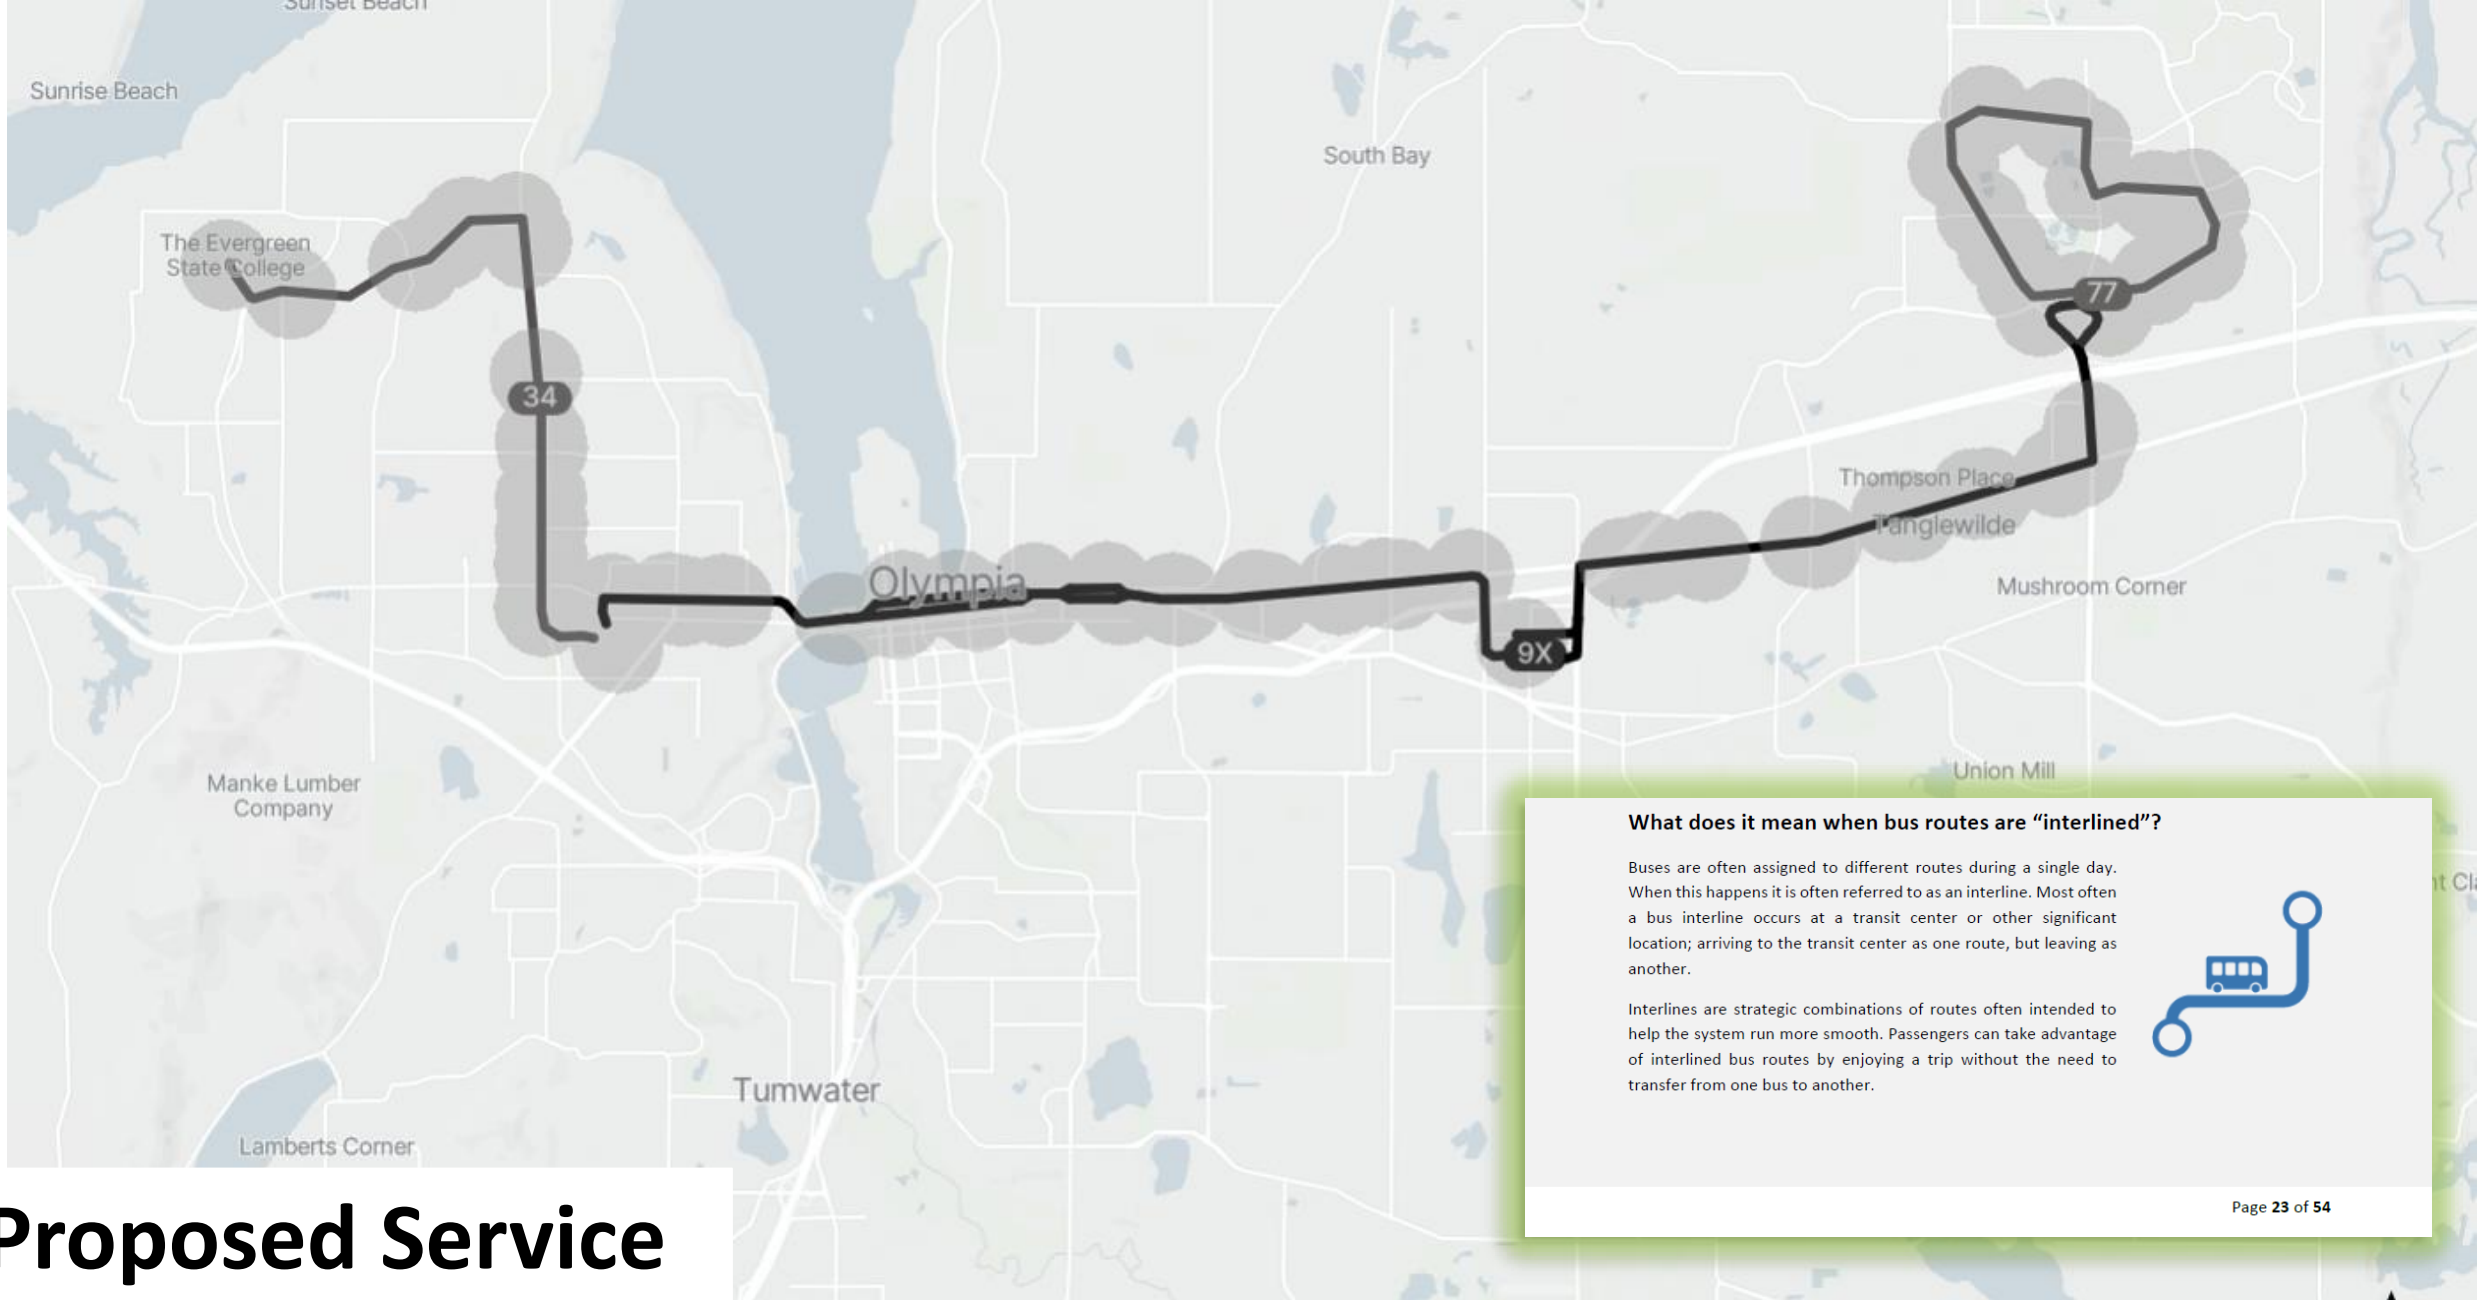 Sunset Beach
Sunrise Beach
South Bay
The Evergreen
State College
77
34
Thompson Place
Tanglewilde
Olympia
Mushroom Corner
9X
Union Mill
Manke Lumber
Company
What does it mean when bus routes are “interlined”?
Buses are often assigned to different routes during a single day.
When this happens it is often referred to as an interline. Most often
a bus interline occurs at a transit center or other significant
location; arriving to the transit center as one route, but leaving as
another.
Interlines are strategic combinations of routes often intended to
help the system run more smooth. Passengers can take advantage
of interlined bus routes by enjoying a trip without the need to
transfer from one bus to another.
Tumwater
Lamberts Corner
Page 23 of 54
Proposed Service